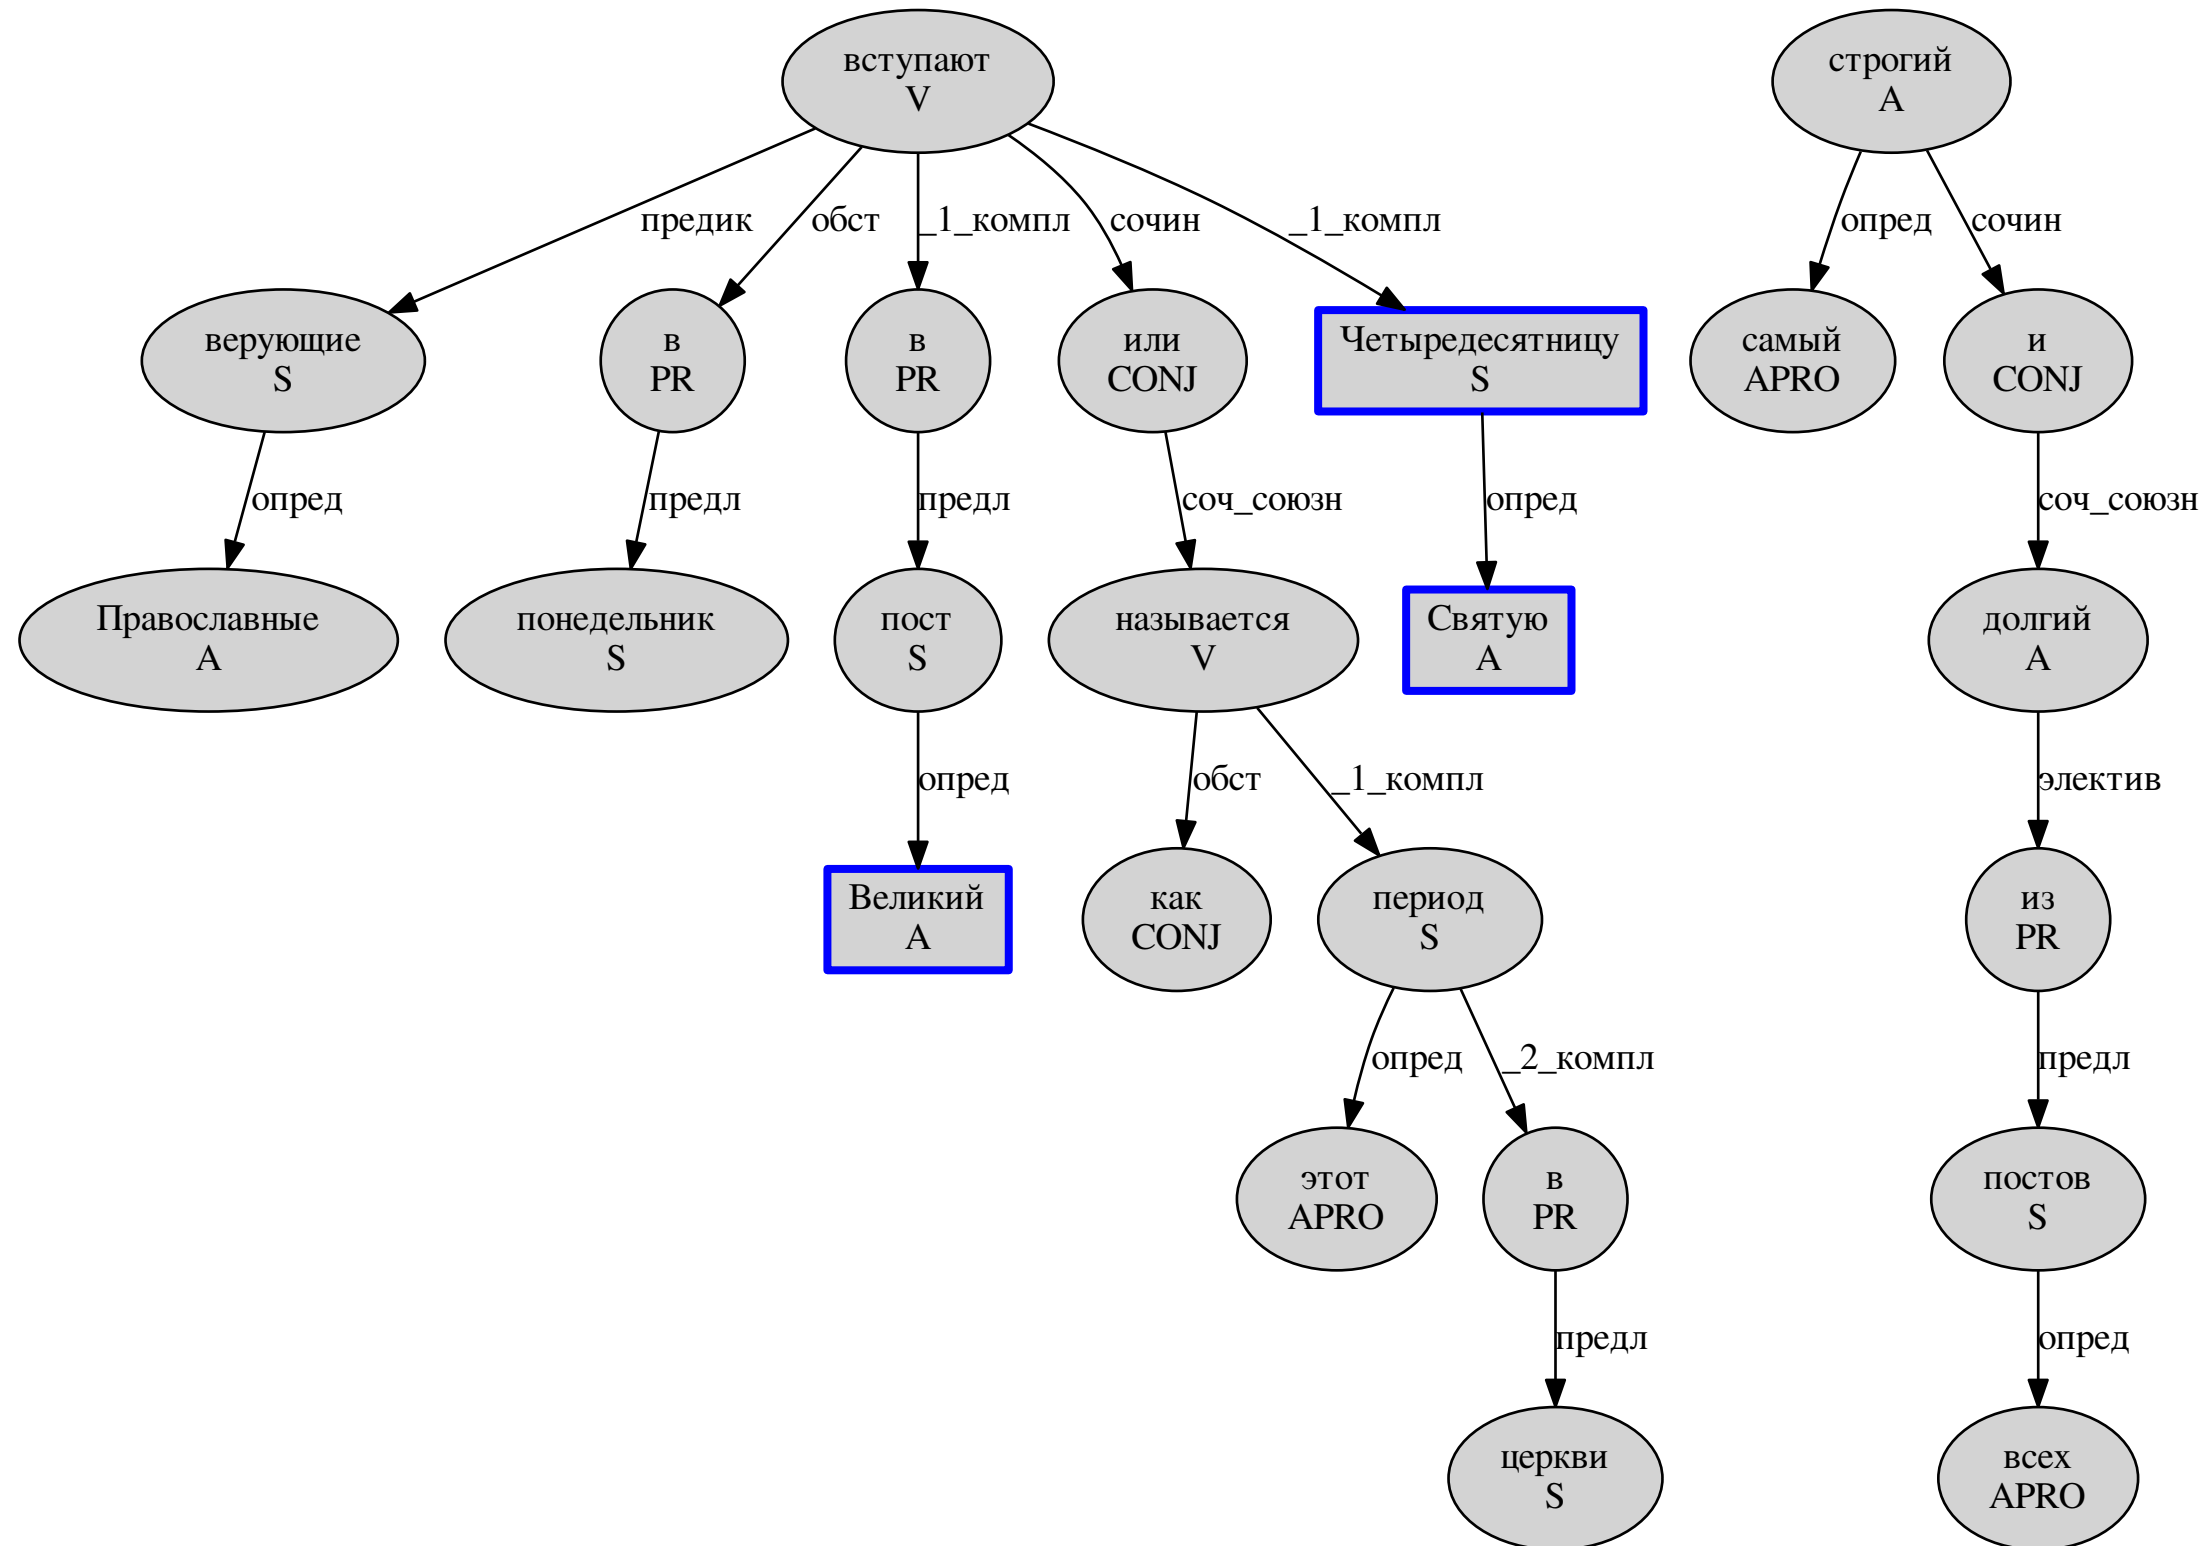 вступают
V
строгий
A
предик
обст
_1_компл
сочин
_1_компл
опред
сочин
верующие
S
в
PR
в
PR
или
CONJ
Четыредесятницу
S
самый
APRO
и
CONJ
опред
предл
предл
соч_союзн
опред
соч_союзн
Православные
A
понедельник
S
пост
S
называется
V
Святую
A
долгий
A
опред
обст
_1_компл
электив
Великий
A
как
CONJ
период
S
из
PR
опред
_2_компл
предл
этот
APRO
в
PR
постов
S
предл
опред
церкви
S
всех
APRO